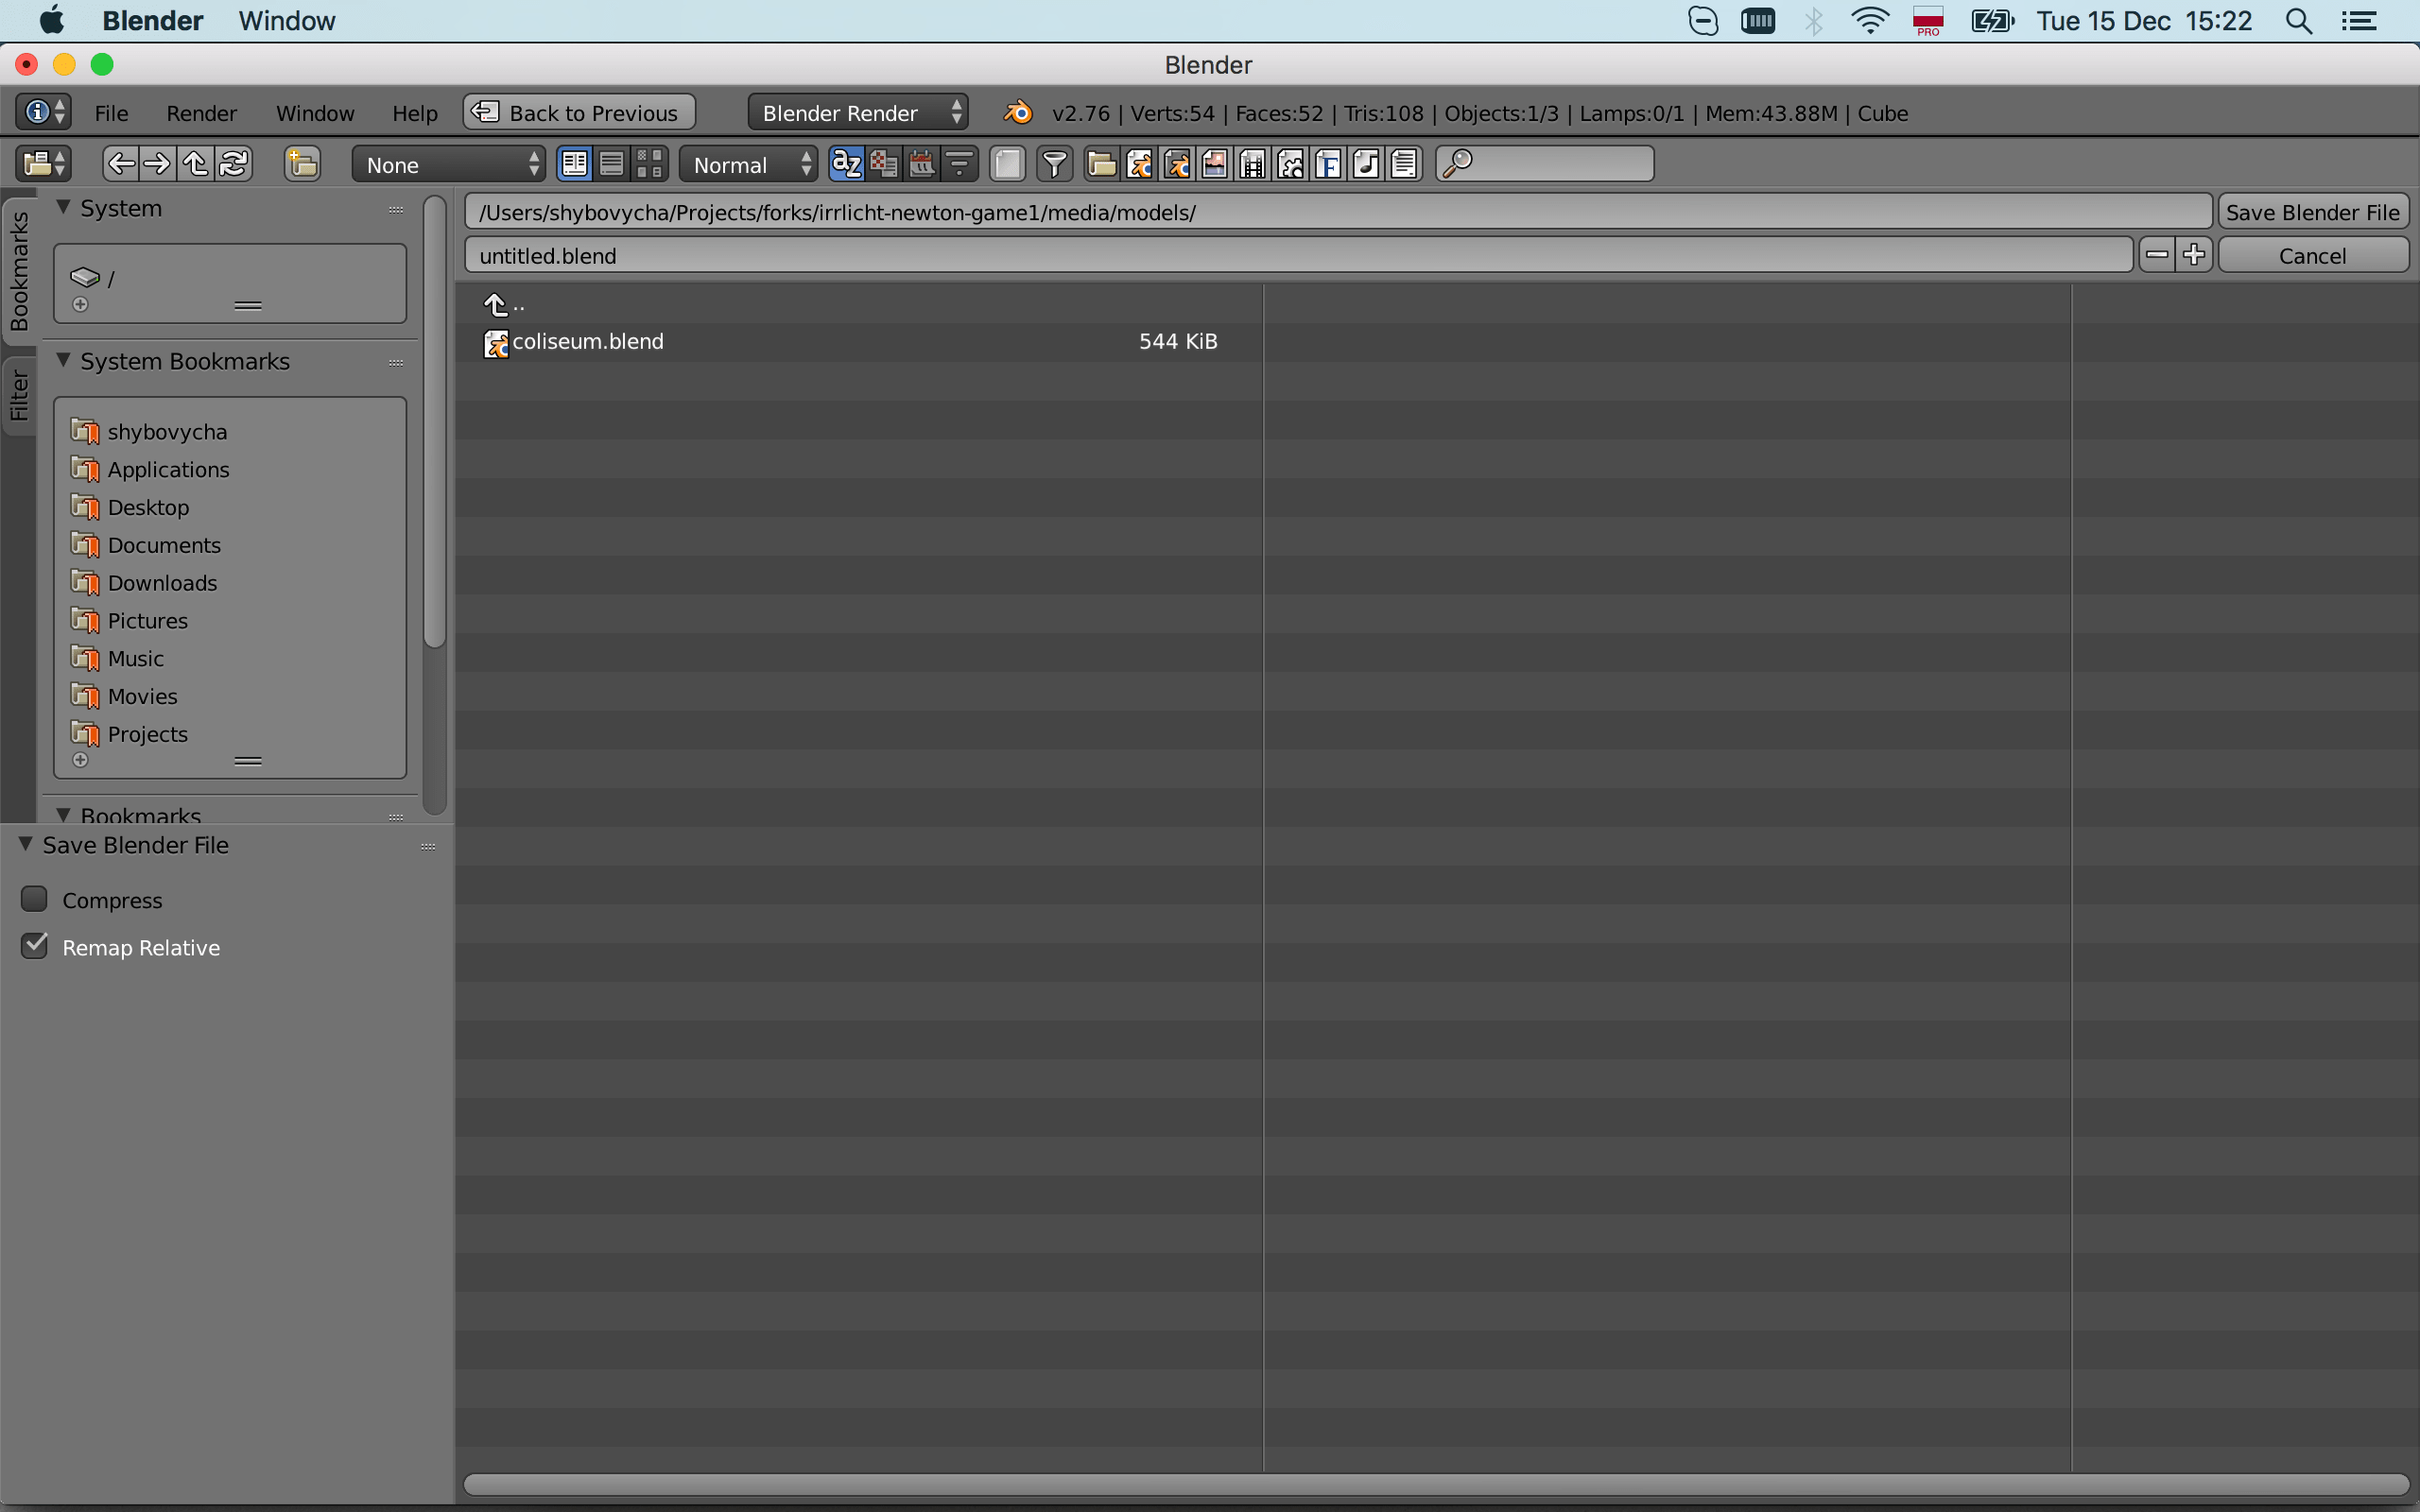 Blender Window PRO Tue 15 Dec 15:22
Blender
File Render Window Help Back to Previous Blender Render v2.76 | Verts:54 | Faces:52 | Tris:108 | Objects:1/3 | Lamps:0/1 | Mem:43.88M | Cube
None Normal az F
Bookmarks
Filter
System
/
System Bookmarks
shybovycha
Applications
Desktop
Documents
Downloads
Pictures
Music
Movies
Projects
Bookmarks
Save Blender File
Compress
Remap Relative
/Users/shybovycha/Projects/forks/irrlicht-newton-game1/media/models/ Save Blender File
untitled.blend Cancel
..
coliseum.blend 544 KiB